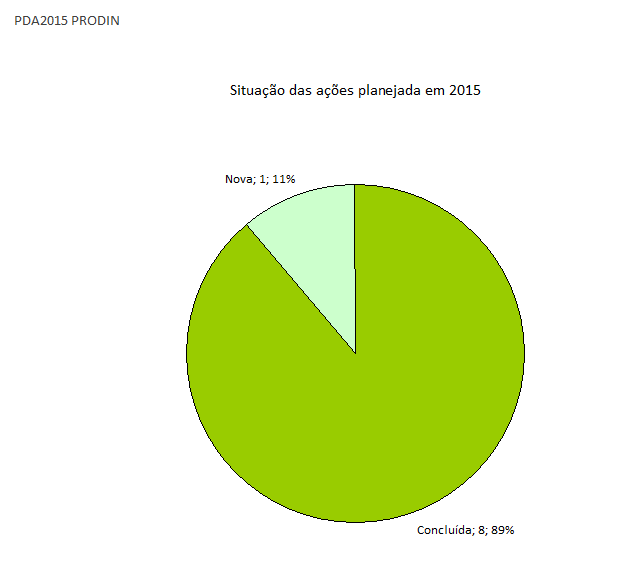 PDA2015 PRODIN
Situação das ações planejada em 2015
Nova; 1; 11%
Concluída; 8; 89%